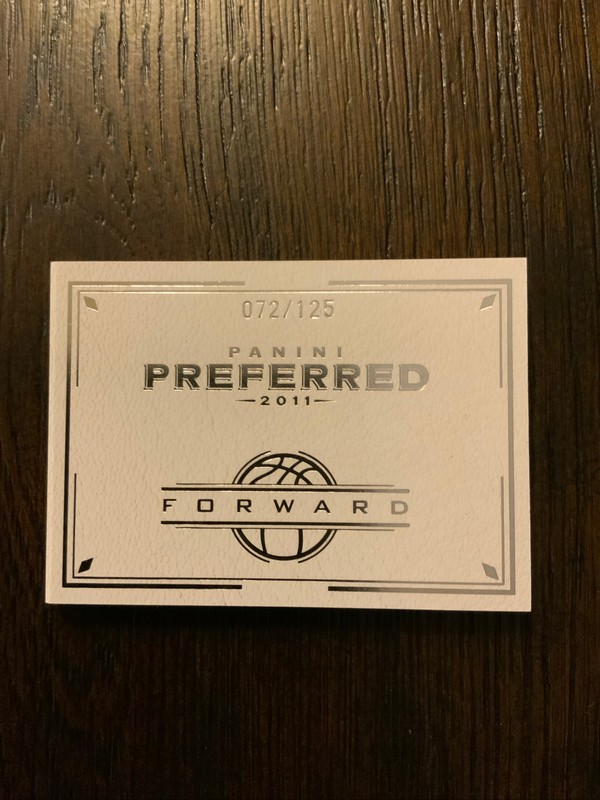 072/125
PANINI
PREFERRED
2011
FORWARD